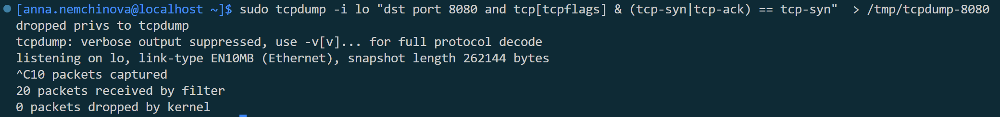 [anna.nemchinova@localhost ~]$ sudo tcpdump -i lo "dst port 8080 and tcp[tcpflags] & (tcp-syn|tcp-ack) == tcp-syn"  > /tmp/tcpdump-8080
dropped privs to tcpdump
tcpdump: verbose output suppressed, use -v[v]... for full protocol decode
listening on lo, link-type EN10MB (Ethernet), snapshot length 262144 bytes
^C10 packets captured
20 packets received by filter
0 packets dropped by kernel